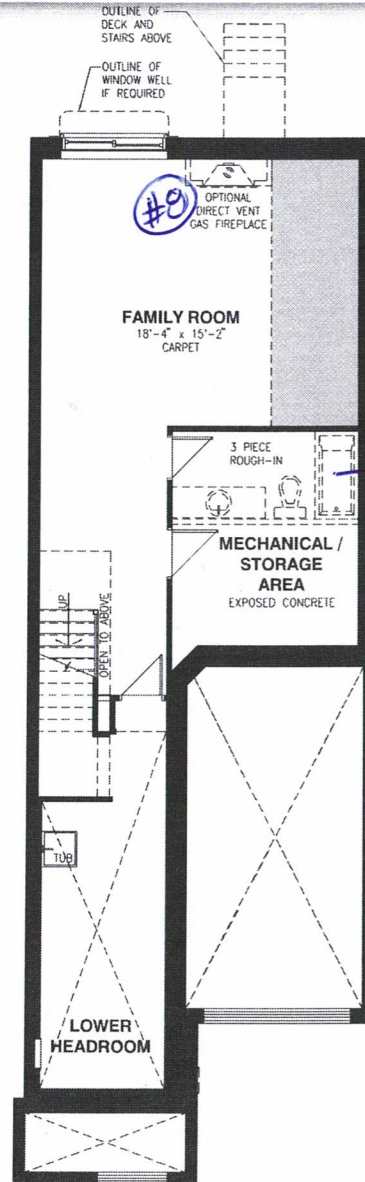 OUTLINE OF
DECK AND
STAIRS ABOVE
OUTLINE OF
WINDOW WELL
IF REQUIRED
#8
OPTIONAL
DIRECT VENT
GAS FIREPLACE
FAMILY ROOM
18'-4" x 15'-2"
CARPET
3 PIECE
ROUGH-IN
MECHANICAL /
STORAGE
AREA
EXPOSED CONCRETE
UP
OPEN TO ABOVE
TUB
LOWER
HEADROOM